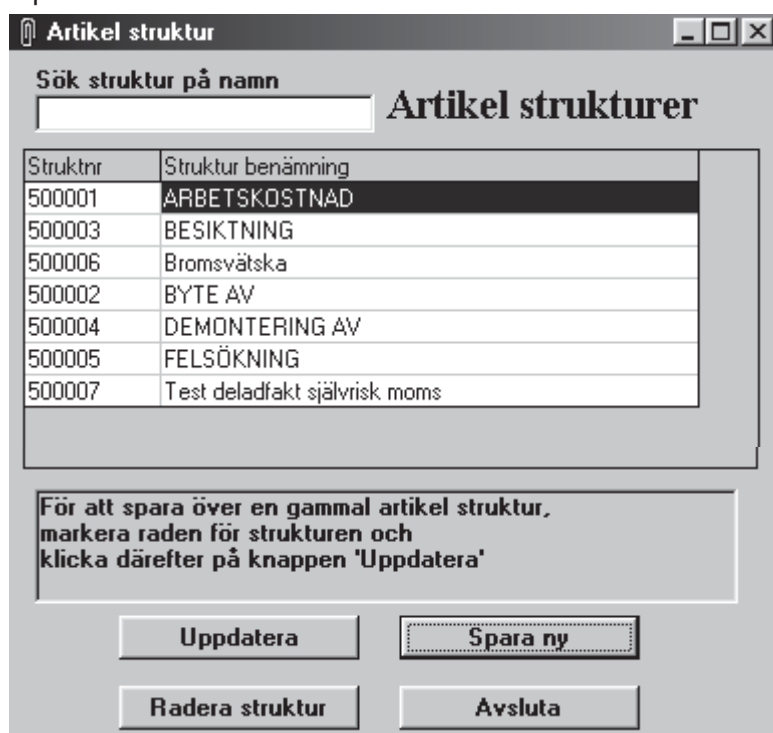 Artikel struktur
Sök struktur på namn
Artikel strukturer
Struktnr Struktur benämning
500001 ARBETSKOSTNAD
500003 BESIKTNING
500006 Bromsvätska
500002 BYTE AV
500004 DEMONTERING AV
500005 FELSÖKNING
500007 Test deladfakt självrisk moms
För att spara över en gammal artikel struktur,
markera raden för strukturen och
klicka därefter på knappen 'Uppdatera'
Uppdatera Spara ny
Radera struktur Avsluta